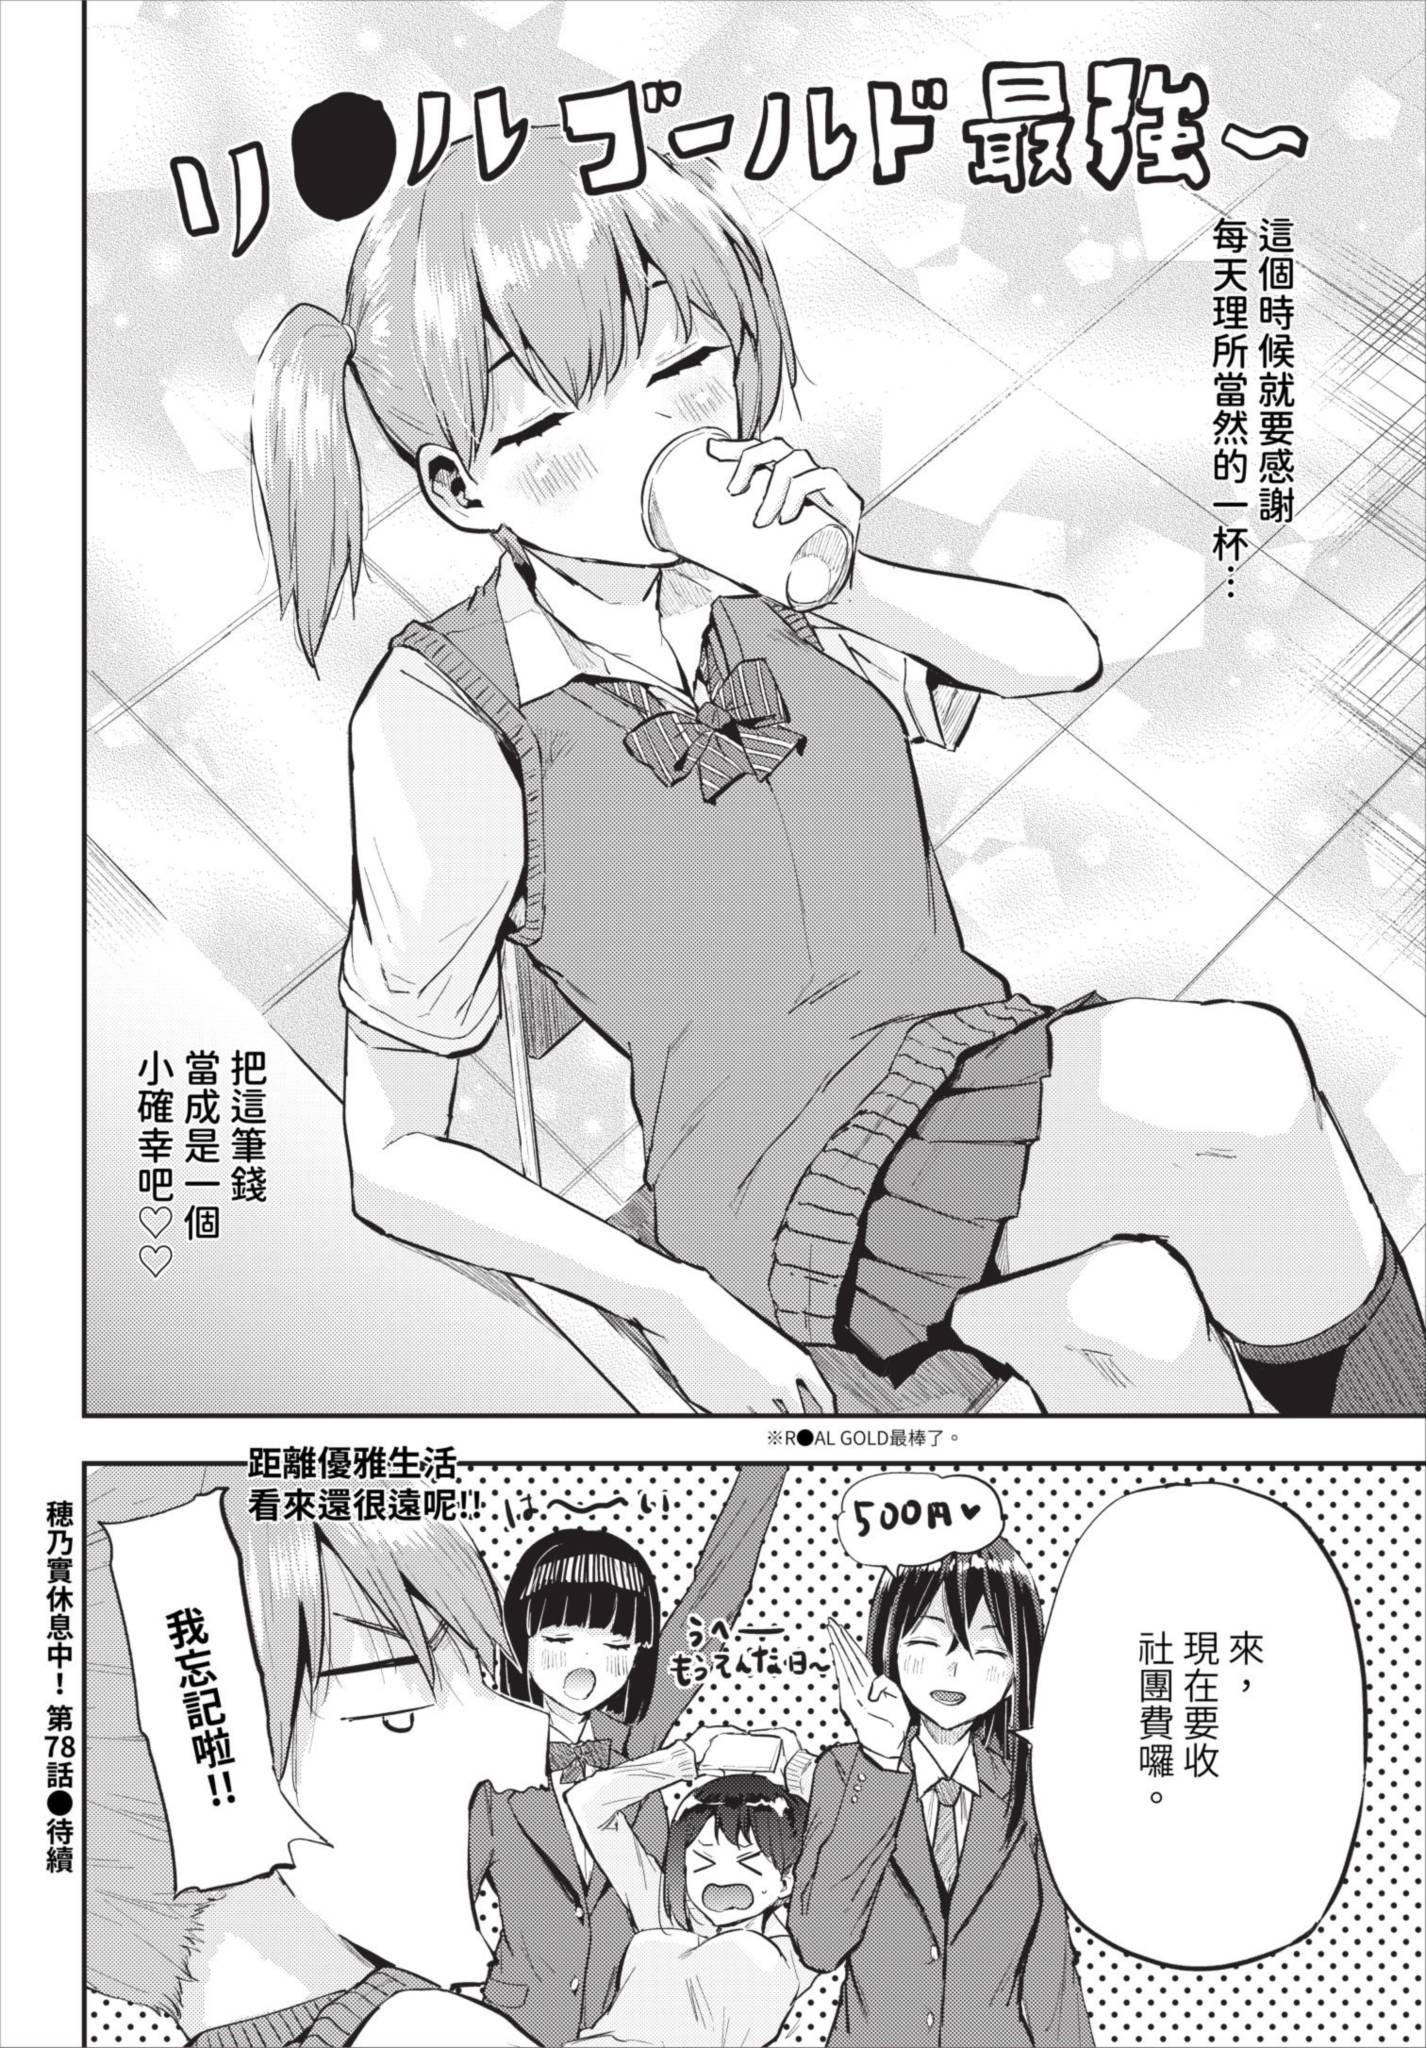 リ●ルゴールド最強〜
這個時候就要感謝
每天理所當然的一杯…
把這筆錢
當成是一個
小確幸吧♡♡
※R●AL GOLD最棒了。
來，
現在要收
社團費囉。
500円♥
は〜〜い
うへー
もうそんな日〜
距離優雅生活
看來還很遠呢!!
我忘記啦!!
穂乃實休息中！ 第78話●待續